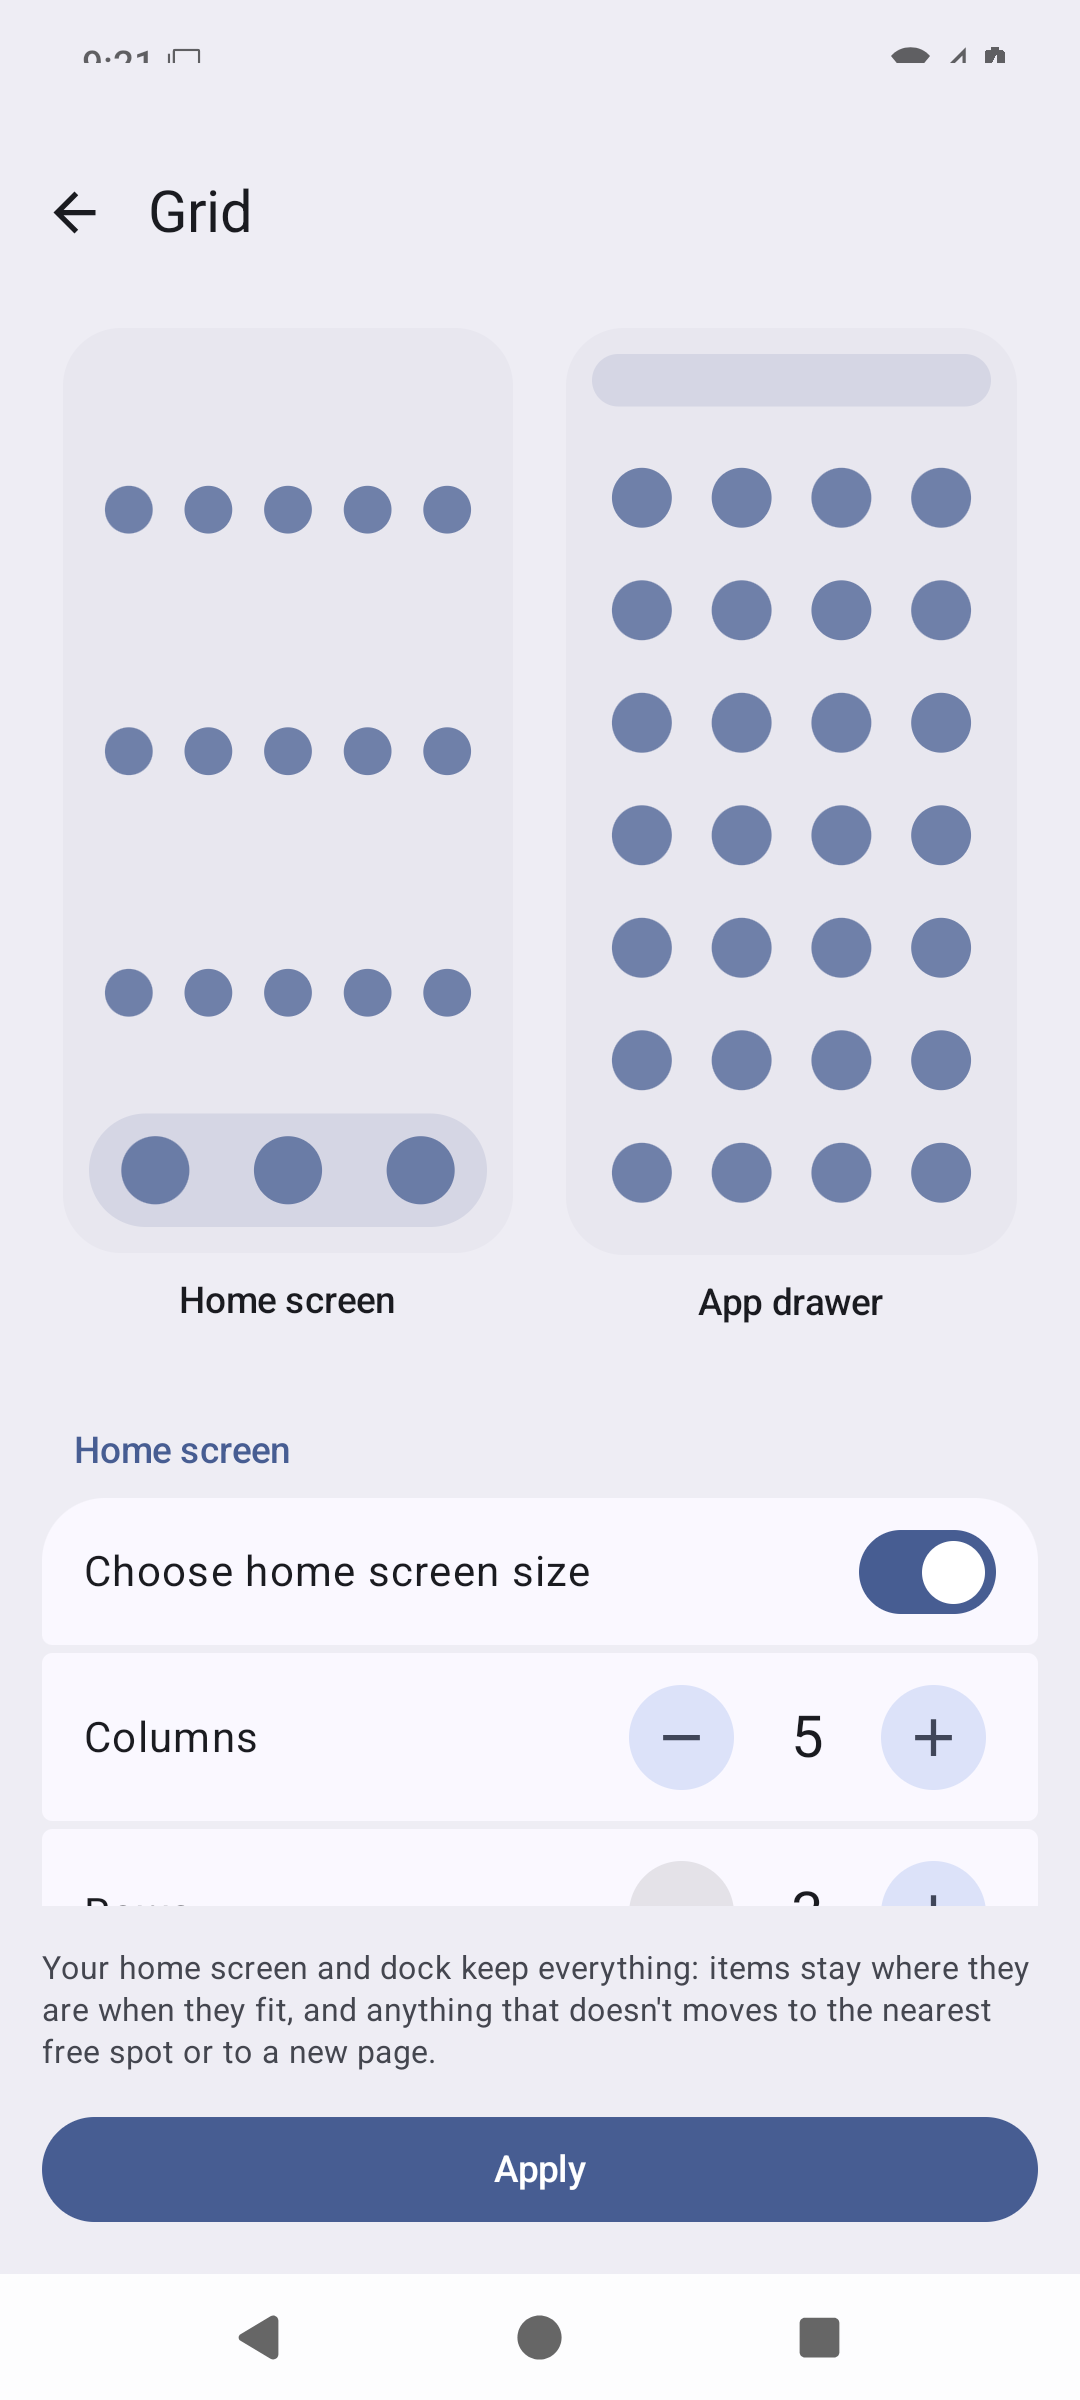 Grid
Home screen
App drawer
Home screen
Choose home screen size
Columns
5
Your home screen and dock keep everything: items stay where they
are when they fit, and anything that doesn't moves to the nearest
free spot or to a new page.
Apply